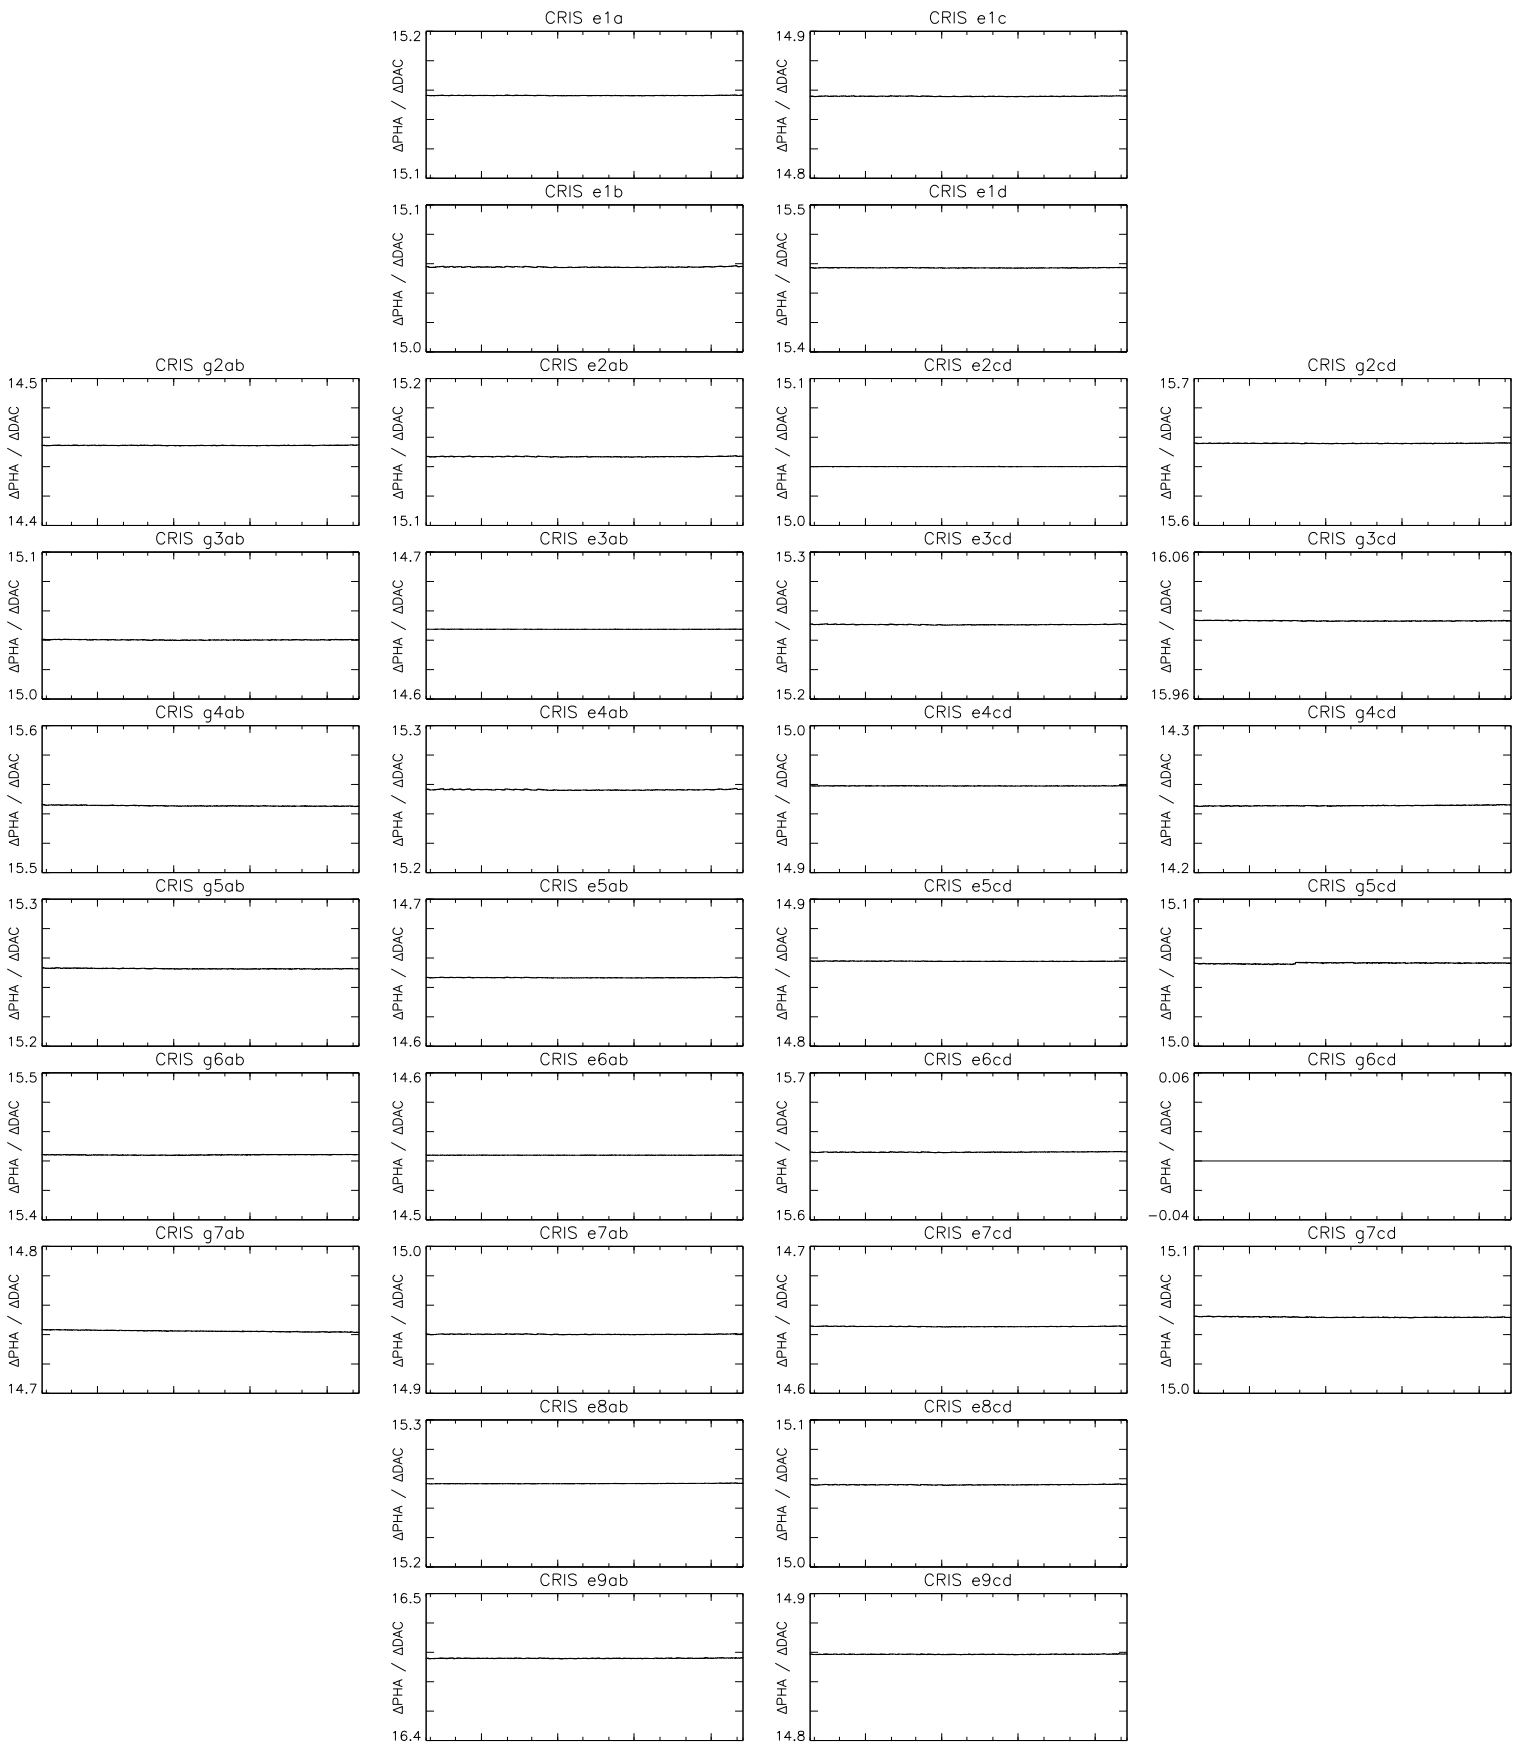 CRIS e1a
15.2
ΔPHA / ΔDAC
15.1
CRIS e1c
14.9
ΔPHA / ΔDAC
14.8
CRIS e1b
15.1
ΔPHA / ΔDAC
15.0
CRIS e1d
15.5
ΔPHA / ΔDAC
15.4
CRIS g2ab
14.5
ΔPHA / ΔDAC
14.4
CRIS e2ab
15.2
ΔPHA / ΔDAC
15.1
CRIS e2cd
15.1
ΔPHA / ΔDAC
15.0
CRIS g2cd
15.7
ΔPHA / ΔDAC
15.6
CRIS g3ab
15.1
ΔPHA / ΔDAC
15.0
CRIS e3ab
14.7
ΔPHA / ΔDAC
14.6
CRIS e3cd
15.3
ΔPHA / ΔDAC
15.2
CRIS g3cd
16.06
ΔPHA / ΔDAC
15.96
CRIS g4ab
15.6
ΔPHA / ΔDAC
15.5
CRIS e4ab
15.3
ΔPHA / ΔDAC
15.2
CRIS e4cd
15.0
ΔPHA / ΔDAC
14.9
CRIS g4cd
14.3
ΔPHA / ΔDAC
14.2
CRIS g5ab
15.3
ΔPHA / ΔDAC
15.2
CRIS e5ab
14.7
ΔPHA / ΔDAC
14.6
CRIS e5cd
14.9
ΔPHA / ΔDAC
14.8
CRIS g5cd
15.1
ΔPHA / ΔDAC
15.0
CRIS g6ab
15.5
ΔPHA / ΔDAC
15.4
CRIS e6ab
14.6
ΔPHA / ΔDAC
14.5
CRIS e6cd
15.7
ΔPHA / ΔDAC
15.6
CRIS g6cd
0.06
ΔPHA / ΔDAC
−0.04
CRIS g7ab
14.8
ΔPHA / ΔDAC
14.7
CRIS e7ab
15.0
ΔPHA / ΔDAC
14.9
CRIS e7cd
14.7
ΔPHA / ΔDAC
14.6
CRIS g7cd
15.1
ΔPHA / ΔDAC
15.0
CRIS e8ab
15.3
ΔPHA / ΔDAC
15.2
CRIS e8cd
15.1
ΔPHA / ΔDAC
15.0
CRIS e9ab
16.5
ΔPHA / ΔDAC
16.4
CRIS e9cd
14.9
ΔPHA / ΔDAC
14.8